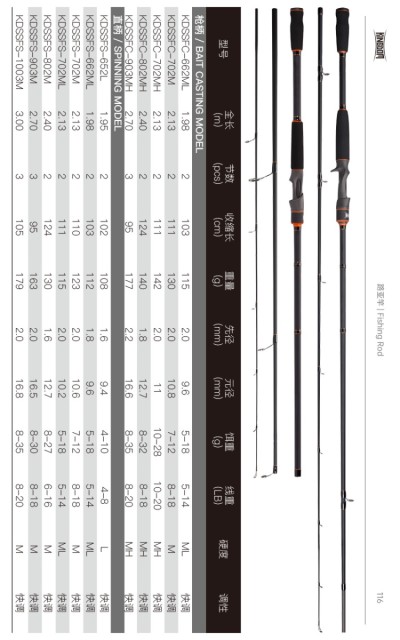 KINGDOM
路亚竿 | Fishing Rod
116
型号 全长 (m) 节数 (pcs) 收缩长 (cm) 重量 (g) 先径 (mm) 元径 (mm) 饵重 (g) 线重 (LB) 硬度 调性
枪柄 / BAIT CASTING MODEL
KDSSFC-662ML 1.98 2 103 115 2.0 9.6 5–18 5–14 ML 快调
KDSSFC-702M 2.13 2 111 130 2.0 10.8 7–12 8–18 M 快调
KDSSFC-702MH 2.13 2 111 142 2.0 11 10–28 10–20 MH 快调
KDSSFC-802MH 2.40 2 124 140 1.8 12.7 8–32 8–18 MH 快调
KDSSFC-903MH 2.70 3 95 177 2.2 16.6 8–35 8–20 MH 快调
直柄 / SPINNING MODEL
KDSSFS-652L 1.95 2 102 108 1.6 9.4 4–10 4–8 L 快调
KDSSFS-662ML 1.98 2 103 112 1.8 9.6 5–18 5–14 ML 快调
KDSSFS-702M 2.13 2 110 123 2.0 10.6 7–12 8–18 M 快调
KDSSFS-702ML 2.13 2 111 115 2.0 10.2 5–18 5–14 ML 快调
KDSSFS-802M 2.40 2 124 130 1.6 12.7 8–27 6–16 M 快调
KDSSFS-903M 2.70 3 95 163 2.0 16.5 8–30 8–18 M 快调
KDSSFS-1003M 3.00 3 105 179 2.0 16.8 8–35 8–20 M 快调